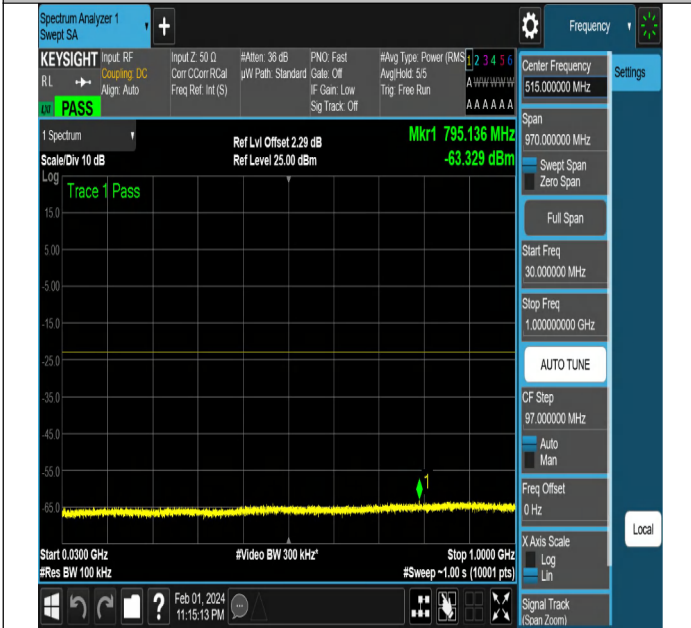 Spectrum Analyzer 1
Swept SA
+
Frequency
KEYSIGHT
Input: RF
Coupling: DC
Align: Auto
Input Z: 50 Ω
Corr CCorr RCal
Freq Ref: Int (S)
#Atten: 36 dB
µW Path: Standard
PNO: Fast
Gate: Off
IF Gain: Low
Sig Track: Off
#Avg Type: Power (RMS
Avg|Hold: 5/5
Trig: Free Run
1 2 3 4 5 6
A W W W W W
A A A A A A
R L
LXI
PASS
1 Spectrum
Scale/Div 10 dB
Ref Lvl Offset 2.29 dB
Ref Level 25.00 dBm
Mkr1 795.136 MHz
-63.329 dBm
Log
Trace 1 Pass
15.0
5.00
-5.00
-15.0
-25.0
-35.0
-45.0
-55.0
-65.0
1
Start 0.0300 GHz
#Res BW 100 kHz
#Video BW 300 kHz*
Stop 1.0000 GHz
#Sweep ~1.00 s (10001 pts)
Feb 01, 2024
11:15:13 PM
?
Center Frequency
515.000000 MHz
Settings
Span
970.000000 MHz
Swept Span
Zero Span
Full Span
Start Freq
30.000000 MHz
Stop Freq
1.000000000 GHz
AUTO TUNE
CF Step
97.000000 MHz
Auto
Man
Freq Offset
0 Hz
Local
X Axis Scale
Log
Lin
Signal Track
(Span Zoom)